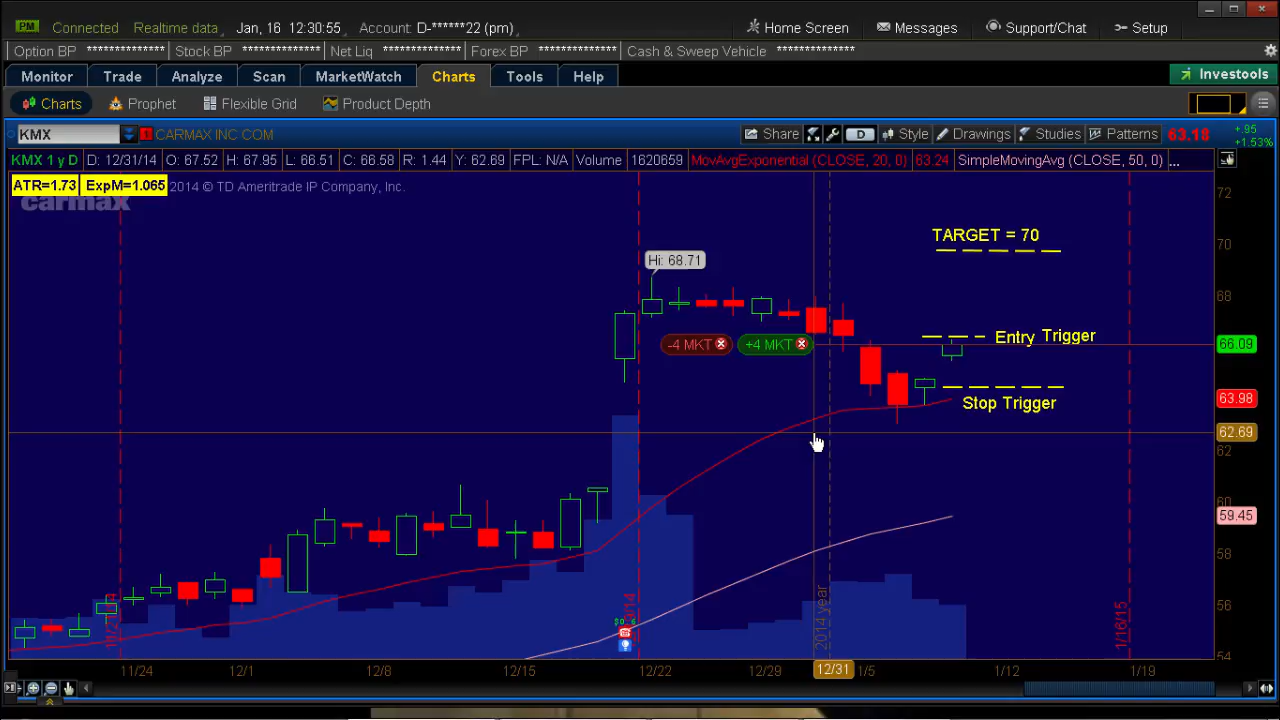 PM Connected Realtime data Jan, 16 12:30:55 Account: D-******22 (pm) Home Screen Messages Support/Chat Setup
Option BP ************** Stock BP ************** Net Liq ************** Forex BP ************** Cash & Sweep Vehicle **************
Monitor Trade Analyze Scan MarketWatch Charts Tools Help Investools
Charts Prophet Flexible Grid Product Depth
KMX CARMAX INC COM Share D Style Drawings Studies Patterns 63.18 +.95 +1.53%
KMX 1 y D D: 12/31/14 O: 67.52 H: 67.95 L: 66.51 C: 66.58 R: 1.44 Y: 62.69 FPL: N/A Volume 1620659 MovAvgExponential (CLOSE, 20, 0) 63.24 SimpleMovingAvg (CLOSE, 50, 0) ...
ATR=1.73 ExpM=1.065 2014 © TD Ameritrade IP Company, Inc.
carmax
72
TARGET = 70
70
Hi: 68.71
68
Entry Trigger
-4 MKT +4 MKT 66.09
63.98
Stop Trigger
62.69
62
60
59.45
58
56
54
2014 year
1/16/15
11/24 12/1 12/8 12/15 12/22 12/29 12/31 1/5 1/12 1/19